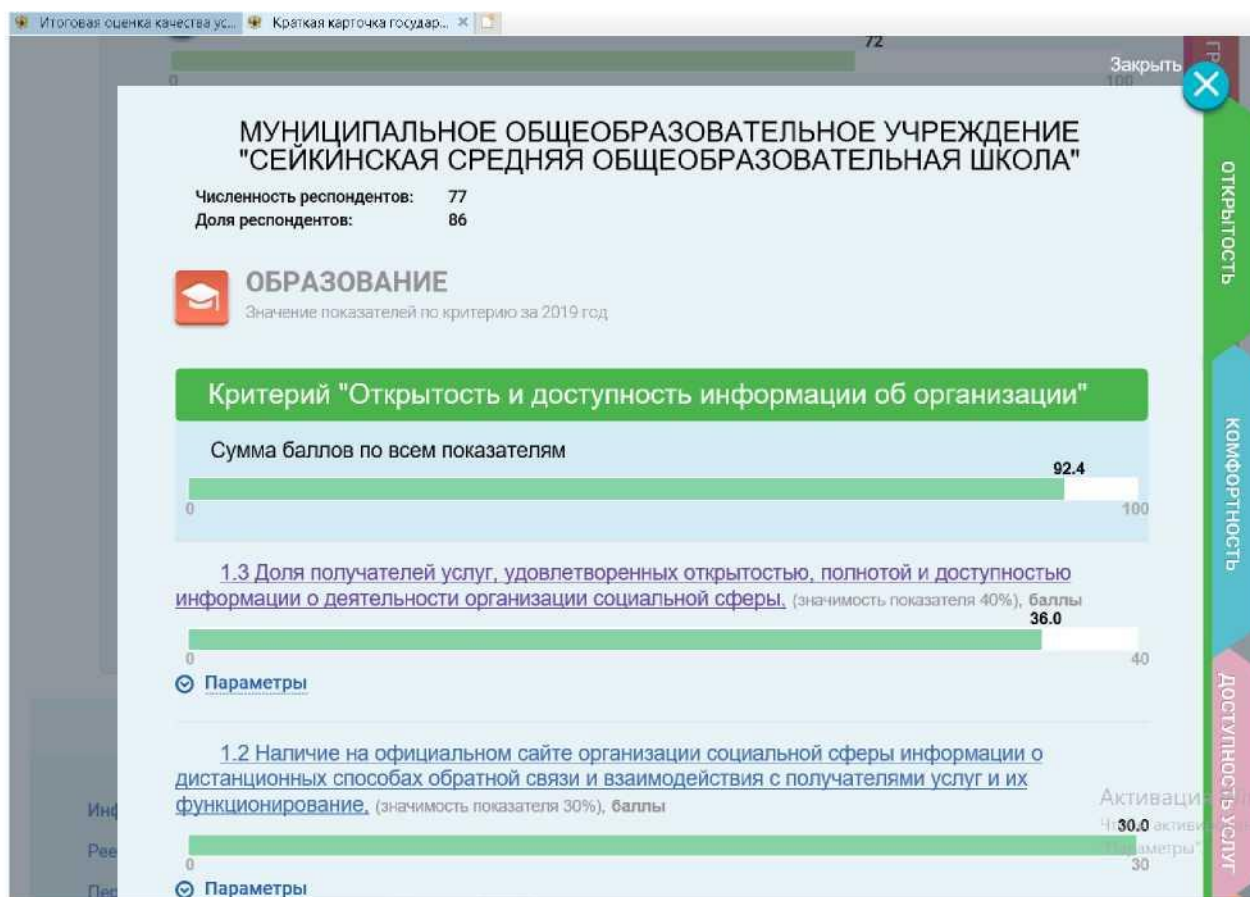 Итоговая оценка качества ус...
Краткая карточка государ...
72
Закрыть
0
100
МУНИЦИПАЛЬНОЕ ОБЩЕОБРАЗОВАТЕЛЬНОЕ УЧРЕЖДЕНИЕ
"СЕЙКИНСКАЯ СРЕДНЯЯ ОБЩЕОБРАЗОВАТЕЛЬНАЯ ШКОЛА"
Численность респондентов: 77
Доля респондентов: 86
ОБРАЗОВАНИЕ
Значение показателей по критерию за 2019 год
Критерий "Открытость и доступность информации об организации"
Сумма баллов по всем показателям
92.4
0
100
1.3 Доля получателей услуг, удовлетворенных открытостью, полнотой и доступностью
информации о деятельности организации социальной сферы, (значимость показателя 40%), баллы
36.0
0
40
Параметры
1.2 Наличие на официальном сайте организации социальной сферы информации о
дистанционных способах обратной связи и взаимодействия с получателями услуг и их
функционирование, (значимость показателя 30%), баллы
30.0
0
30
Параметры
ОТКРЫТОСТЬ
КОМФОРТНОСТЬ
ДОСТУПНОСТЬ УСЛУГ